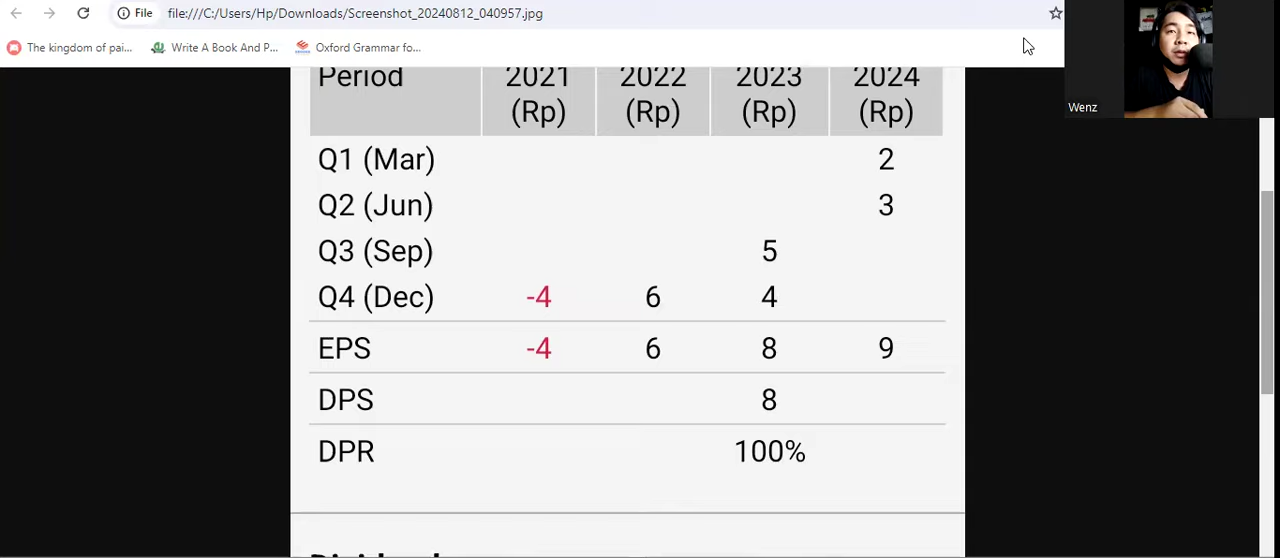 File file:///C:/Users/Hp/Downloads/Screenshot_20240812_040957.jpg
The kingdom of pai... Write A Book And P... Oxford Grammar fo...
Wenz
Period 2021 (Rp) 2022 (Rp) 2023 (Rp) 2024 (Rp)
Q1 (Mar) 2
Q2 (Jun) 3
Q3 (Sep) 5
Q4 (Dec) -4 6 4
EPS -4 6 8 9
DPS 8
DPR 100%